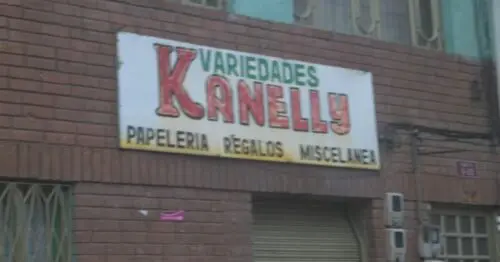 VARIEDADES
KANELLY
PAPELERIA REGALOS MISCELANEA